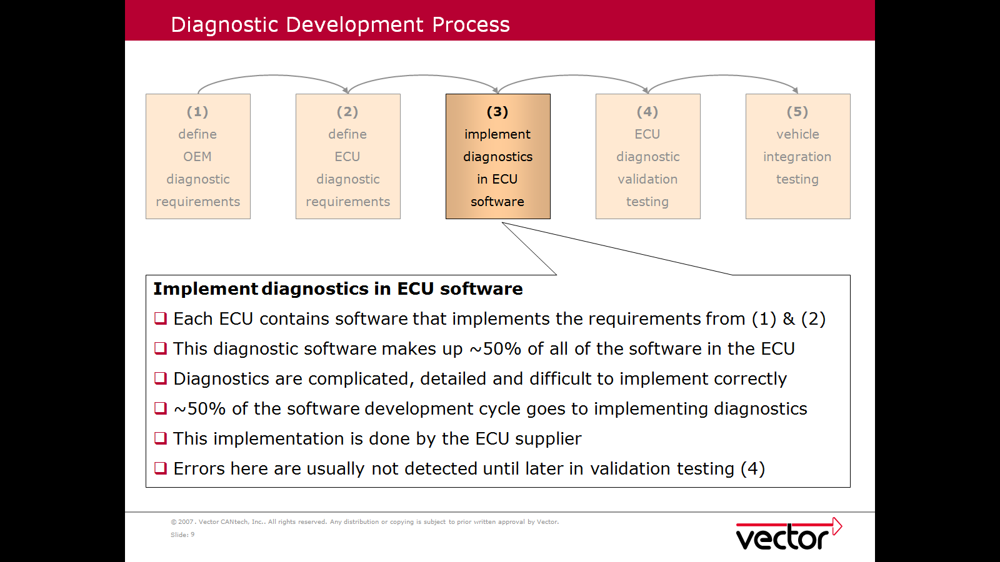 Diagnostic Development Process
(1)
define
OEM
diagnostic
requirements
(2)
define
ECU
diagnostic
requirements
(3)
implement
diagnostics
in ECU
software
(4)
ECU
diagnostic
validation
testing
(5)
vehicle
integration
testing
Implement diagnostics in ECU software
Each ECU contains software that implements the requirements from (1) & (2)
This diagnostic software makes up ~50% of all of the software in the ECU
Diagnostics are complicated, detailed and difficult to implement correctly
~50% of the software development cycle goes to implementing diagnostics
This implementation is done by the ECU supplier
Errors here are usually not detected until later in validation testing (4)
© 2007 . Vector CANtech, Inc.. All rights reserved. Any distribution or copying is subject to prior written approval by Vector.
Slide: 9
vector